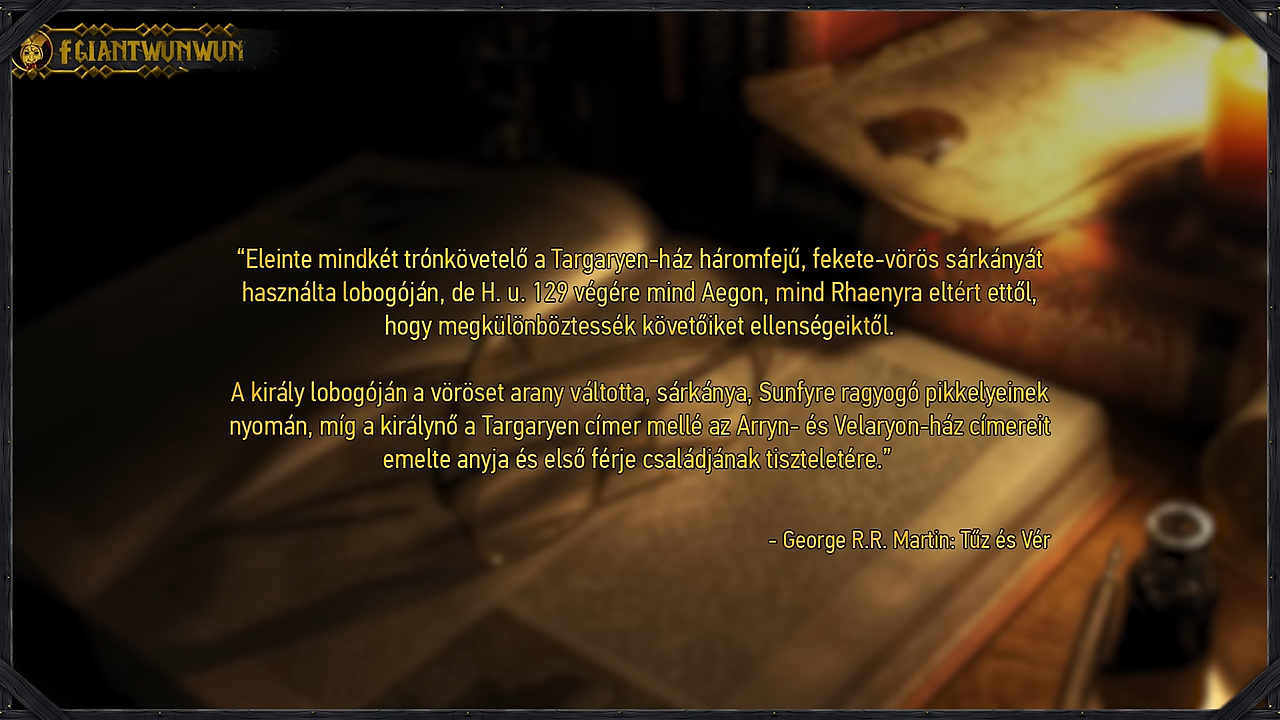 fGIANTWUNWUN
“Eleinte mindkét trónkövetelő a Targaryen-ház háromfejű, fekete-vörös sárkányát
használta lobogóján, de H. u. 129 végére mind Aegon, mind Rhaenyra eltért ettől,
hogy megkülönböztessék követőiket ellenségeiktől.
A király lobogóján a vöröset arany váltotta, sárkánya, Sunfyre ragyogó pikkelyeinek
nyomán, míg a királynő a Targaryen címer mellé az Arryn- és Velaryon-ház címereit
emelte anyja és első férje családjának tiszteletére.”
- George R.R. Martin: Tűz és Vér